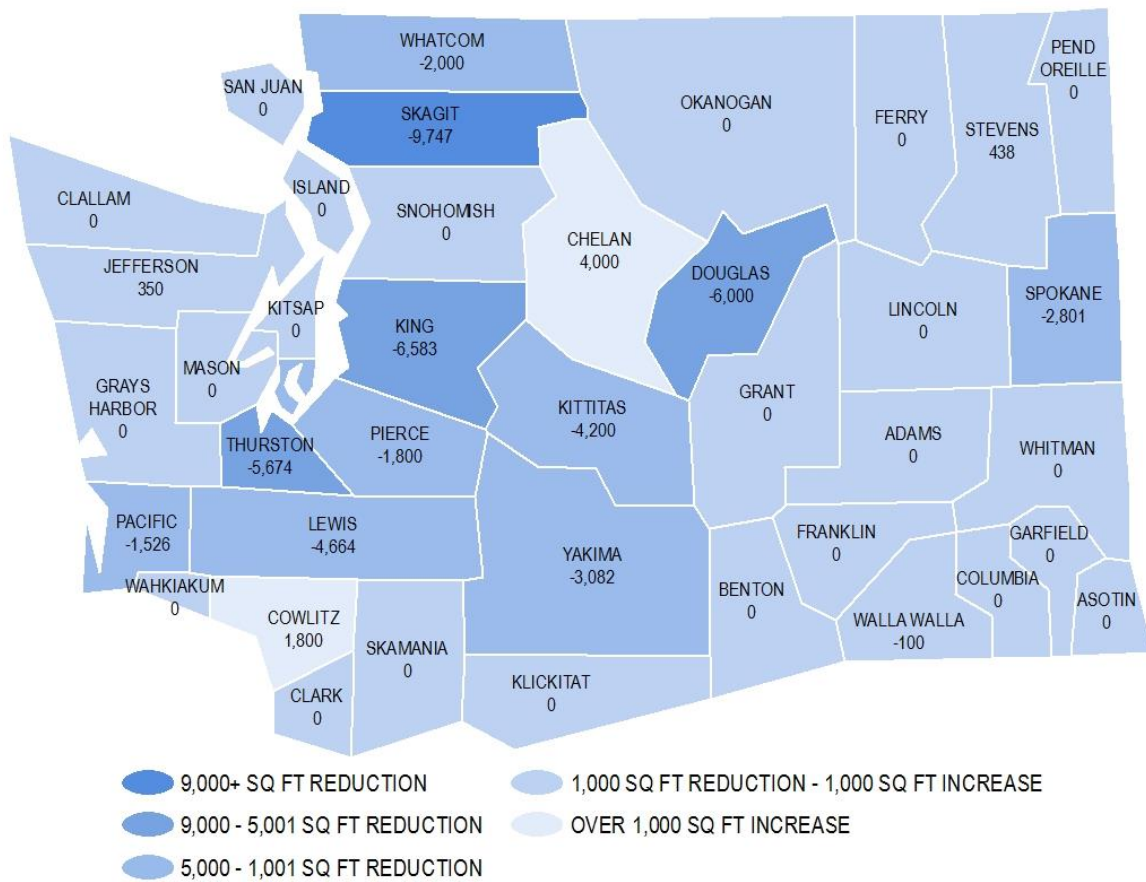 WHATCOM
-2,000
SAN JUAN
0
SKAGIT
-9,747
OKANOGAN
0
FERRY
0
STEVENS
438
PEND
OREILLE
0
CLALLAM
0
ISLAND
0
SNOHOMISH
0
CHELAN
4,000
DOUGLAS
-6,000
JEFFERSON
350
KITSAP
0
KING
-6,583
LINCOLN
0
SPOKANE
-2,801
MASON
0
GRAYS
HARBOR
0
GRANT
0
KITTITAS
-4,200
THURSTON
-5,674
PIERCE
-1,800
ADAMS
0
WHITMAN
0
PACIFIC
-1,526
LEWIS
-4,664
YAKIMA
-3,082
FRANKLIN
0
GARFIELD
0
WAHKIAKUM
0
BENTON
0
COLUMBIA
0
ASOTIN
0
COWLITZ
1,800
SKAMANIA
0
WALLA WALLA
-100
CLARK
0
KLICKITAT
0
9,000+ SQ FT REDUCTION
9,000 - 5,001 SQ FT REDUCTION
5,000 - 1,001 SQ FT REDUCTION
1,000 SQ FT REDUCTION - 1,000 SQ FT INCREASE
OVER 1,000 SQ FT INCREASE